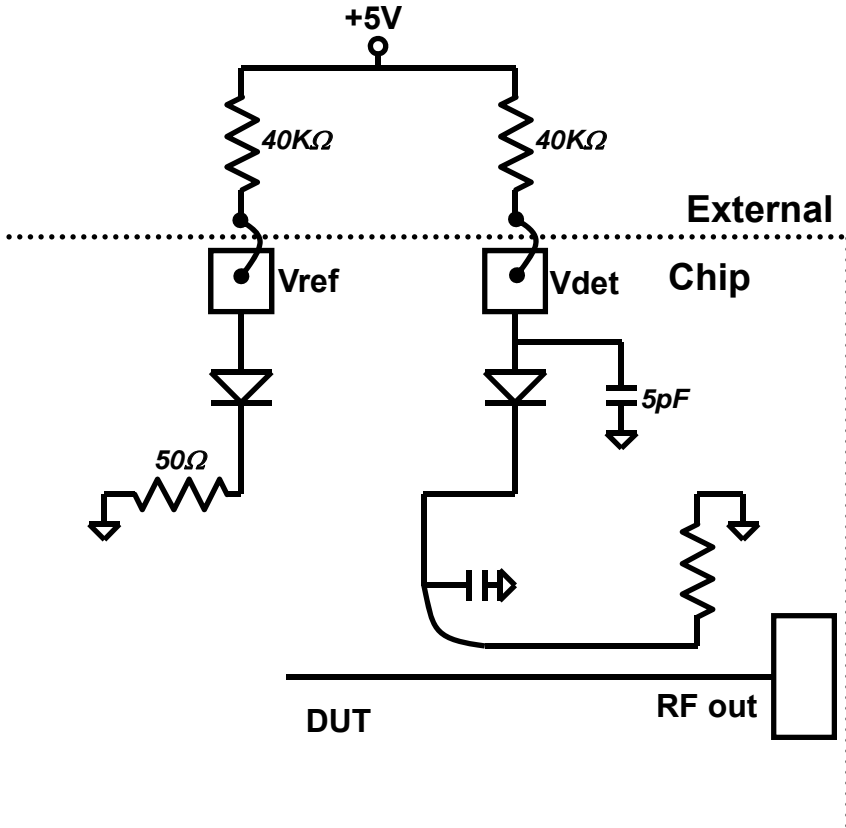 +5V
40KΩ
40KΩ
External
Vref
Vdet
Chip
5pF
50Ω
RF out
DUT